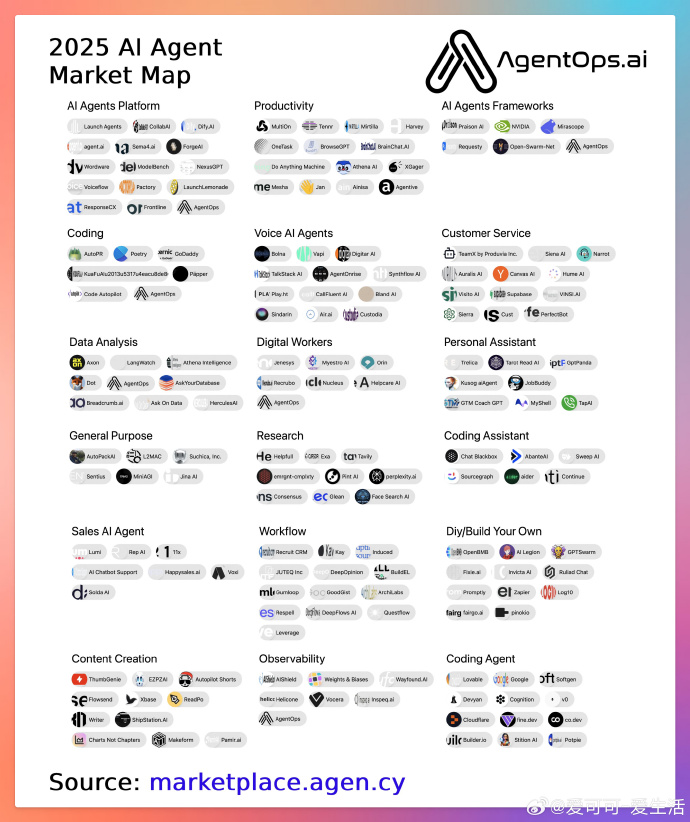 2025 AI Agent
Market Map
AgentOps.ai
AI Agents Platform
Launch Agents CollabAI Dify.AI
agent.ai Sema4.ai ForgeAI
Wordware ModelBench NexusGPT
Voiceflow Factory LaunchLemonade
ResponseCX Frontline AgentOps
Productivity
MultiOn Tennr Mirtilla Harvey
OneTask BrowseGPT BrainChat.AI
Do Anything Machine Athena AI XGager
Mesha Jan Ainisa Agentive
AI Agents Frameworks
Praison AI NVIDIA Mirascope
Requesty Open-Swarm-Net AgentOps
Coding
AutoPR Poetry GoDaddy
Pāpper
Code Autopilot AgentOps
Voice AI Agents
Bolna Vapi Digitar AI
TalkStack AI AgentOnrise Synthflow AI
Play.ht CallFluent AI Bland AI
Sindarin Air.ai Custodia
Customer Service
TeamX by Produvia Inc. Siena AI Narrot
Auralis AI Canvas AI Hume AI
Visito AI Supabase VINSI.AI
Sierra Cust PerfectBot
Data Analysis
Axon LangWatch Athena Intelligence
Dot AgentOps AskYourDatabase
Breadcrumb.ai Ask On Data HerculesAI
Digital Workers
Jenesys Myestro AI Orin
Recrubo Nucleus Helpcare AI
AgentOps
Personal Assistant
Trelica Tarot Read AI GptPanda
Kusog aiAgent JobBuddy
GTM Coach GPT MyShell TapAI
General Purpose
AutoPackAI L2MAC Suchica, Inc.
Sentius MiniAGI Jina AI
Research
Helpfull Exa Tavily
emrgnt-cmplxty Pint AI perplexity.ai
Consensus Glean Face Search AI
Coding Assistant
Chat Blackbox AbanteAI Sweep AI
Sourcegraph aider Continue
Sales AI Agent
Lumi Rep AI 11x
AI Chatbot Support Happysales.ai Voxi
Solda AI
Workflow
Recruit CRM Kay Induced
JUTEQ Inc DeepOpinion BuildEL
Gumloop GoodGist ArchiLabs
Respell DeepFlows AI Questflow
Leverage
Diy/Build Your Own
OpenBMB AI Legion GPTSwarm
Fixie.ai Invicta AI Ruliad Chat
Promptly Zapier Log10
fairgo.ai pinokio
Content Creation
ThumbGenie EZPZAI Autopilot Shorts
Flowsend Xbase ReadPo
Writer ShipStation.AI
Charts Not Chapters Makeform Pamir.ai
Observability
AIShield Weights & Biases Wayfound.AI
Helicone Vocera Inspeq.ai
AgentOps
Coding Agent
Lovable Google Softgen
Devyan Cognition v0
Cloudflare fine.dev co.dev
Builder.io Stition AI Potpie
Source: marketplace.agen.cy
@爱可可-爱生活